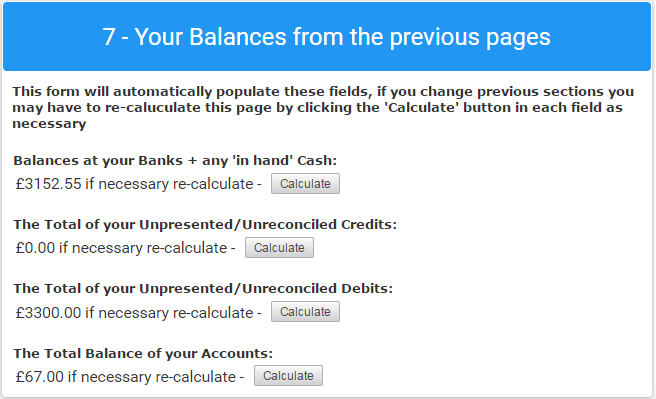 7 - Your Balances from the previous pages
This form will automatically populate these fields, if you change previous sections you
may have to re-caluculate this page by clicking the 'Calculate' button in each field as
necessary
Balances at your Banks + any 'in hand' Cash:
£3152.55 if necessary re-calculate - Calculate
The Total of your Unpresented/Unreconciled Credits:
£0.00 if necessary re-calculate - Calculate
The Total of your Unpresented/Unreconciled Debits:
£3300.00 if necessary re-calculate - Calculate
The Total Balance of your Accounts:
£67.00 if necessary re-calculate - Calculate